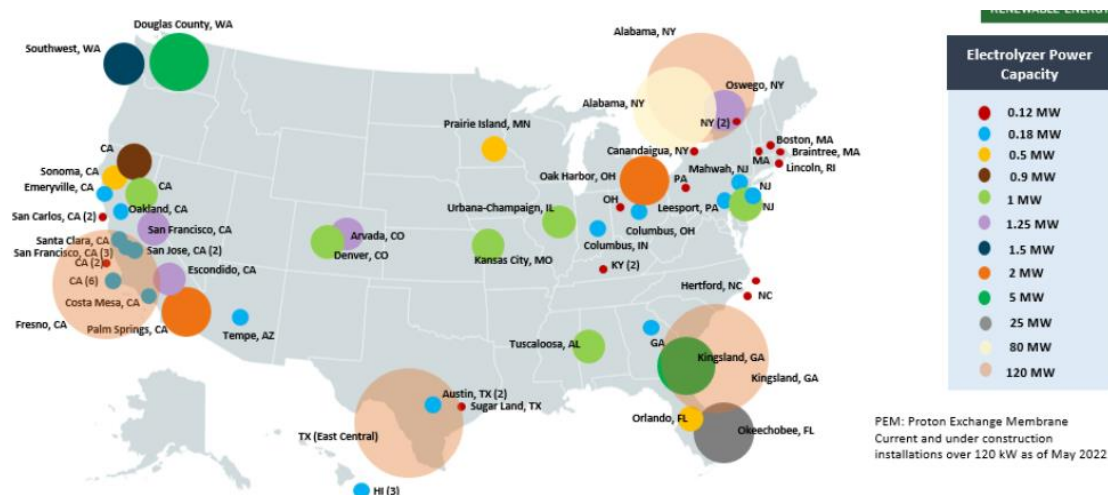 RENEWABLE ENERGY
Douglas County, WA
Southwest, WA
Alabama, NY
Oswego, NY
Alabama, NY
NY (2)
Prairie Island, MN
Canandaigua, NY
Boston, MA
Braintree, MA
MA
Lincoln, RI
Mahwah, NJ
CA
Sonoma, CA
Emeryville, CA
CA
Oakland, CA
San Carlos, CA (2)
San Francisco, CA
Santa Clara, CA
San Francisco, CA (3)
San Jose, CA (2)
CA (2)
CA (6)
Escondido, CA
Costa Mesa, CA
Fresno, CA
Palm Springs, CA
Tempe, AZ
Arvada, CO
Denver, CO
Oak Harbor, OH
PA
NJ
NJ
OH
Leesport, PA
Urbana-Champaign, IL
Columbus, OH
Columbus, IN
Kansas City, MO
KY (2)
Hertford, NC
NC
Tuscaloosa, AL
GA
Kingsland, GA
Kingsland, GA
Austin, TX (2)
Sugar Land, TX
TX (East Central)
Orlando, FL
Okeechobee, FL
HI (3)
Electrolyzer Power
Capacity
0.12 MW
0.18 MW
0.5 MW
0.9 MW
1 MW
1.25 MW
1.5 MW
2 MW
5 MW
25 MW
80 MW
120 MW
PEM: Proton Exchange Membrane
Current and under construction
installations over 120 kW as of May 2022